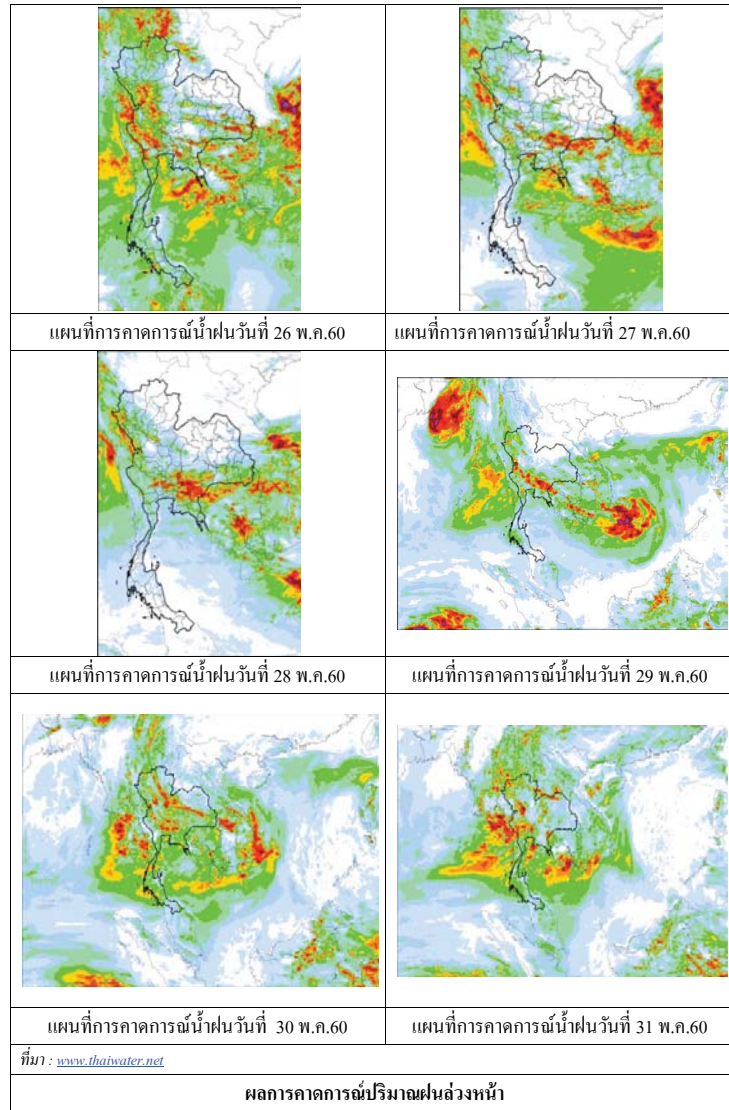 แผนที่การคาดการณ์น้ำฝนวันที่ 26 พ.ค.60
แผนที่การคาดการณ์น้ำฝนวันที่ 27 พ.ค.60
แผนที่การคาดการณ์น้ำฝนวันที่ 28 พ.ค.60
แผนที่การคาดการณ์น้ำฝนวันที่ 29 พ.ค.60
แผนที่การคาดการณ์น้ำฝนวันที่ 30 พ.ค.60
แผนที่การคาดการณ์น้ำฝนวันที่ 31 พ.ค.60
ที่มา : www.thaiwater.net
ผลการคาดการณ์ปริมาณฝนล่วงหน้า